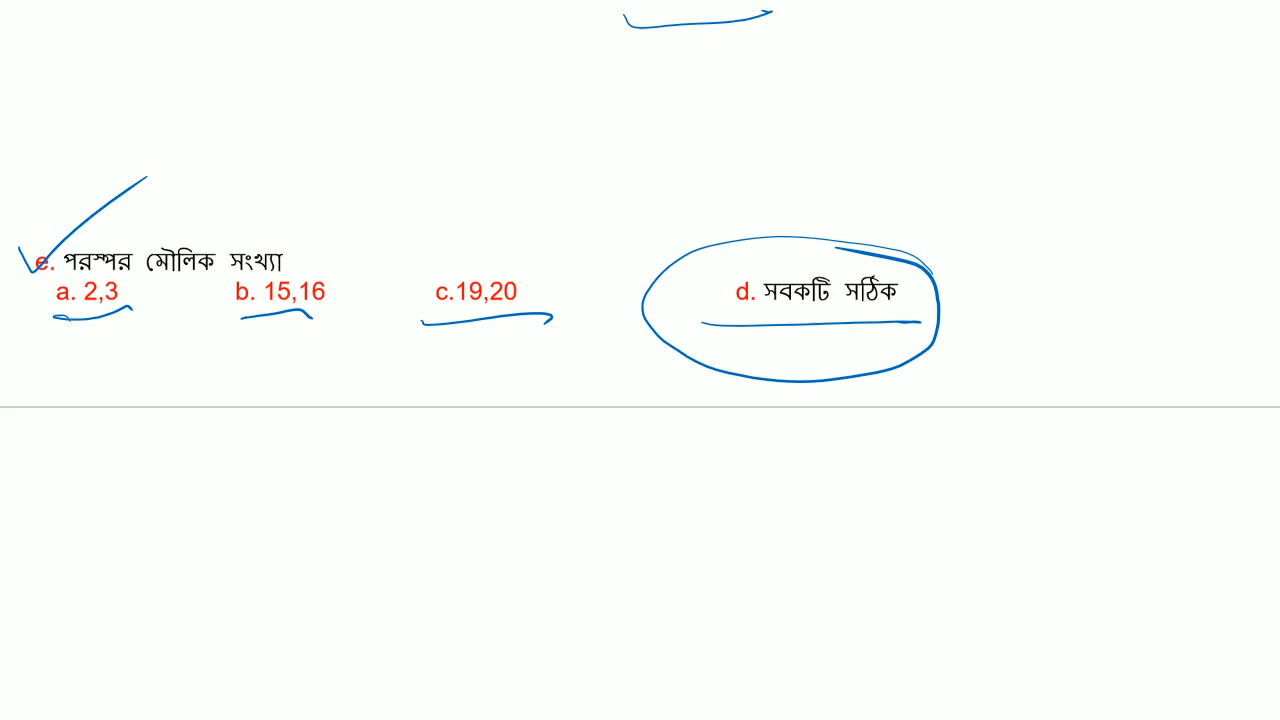 e. পরস্পর মৌলিক সংখ্যা
a. 2,3 b. 15,16 c.19,20 d. সবকটি সঠিক